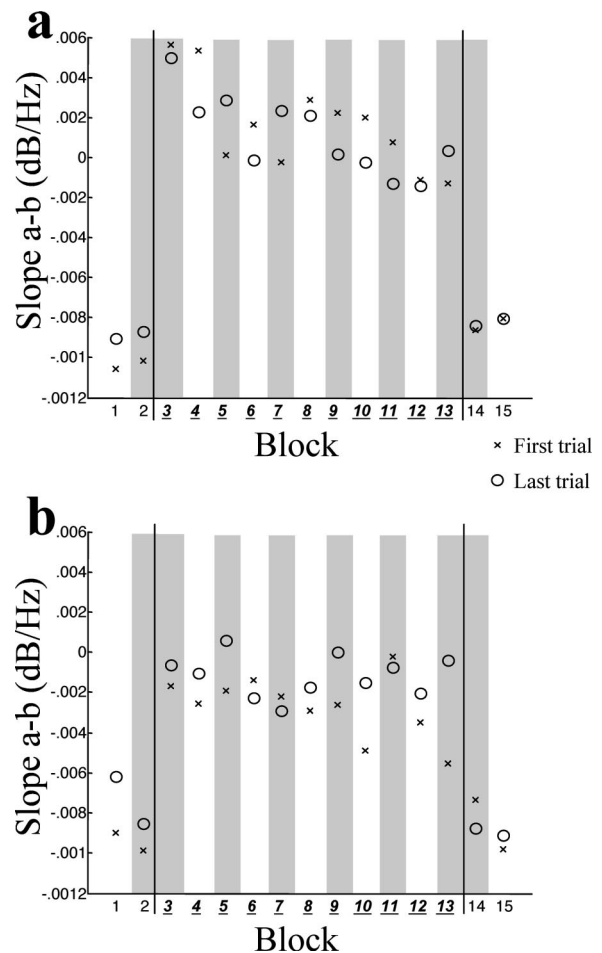 a
.006
.004
.002
0
-.002
-.004
-.006
-.008
-.001
-.0012
Slope a-b (dB/Hz)
1 2 3 4 5 6 7 8 9 10 11 12 13 14 15
Block
× First trial
○ Last trial
b
.006
.004
.002
0
-.002
-.004
-.006
-.008
-.001
-.0012
Slope a-b (dB/Hz)
1 2 3 4 5 6 7 8 9 10 11 12 13 14 15
Block